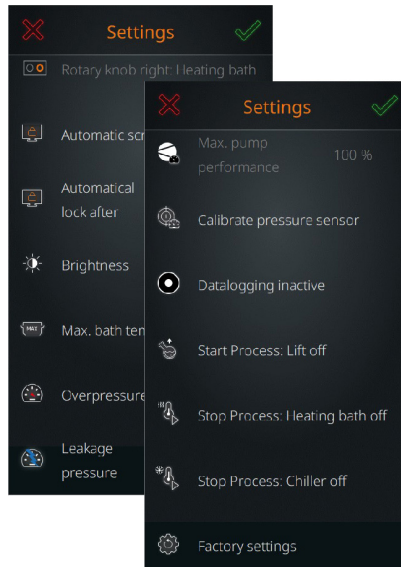 Settings
Rotary knob right: Heating bath
Automatic
Automatical
lock after
Brightness
MAX
Max. bath
Overpressure
Leakage
pressure
Settings
Max. pump
performance
100 %
Calibrate pressure sensor
Datalogging inactive
Start Process: Lift off
Stop Process: Heating bath off
Stop Process: Chiller off
Factory settings